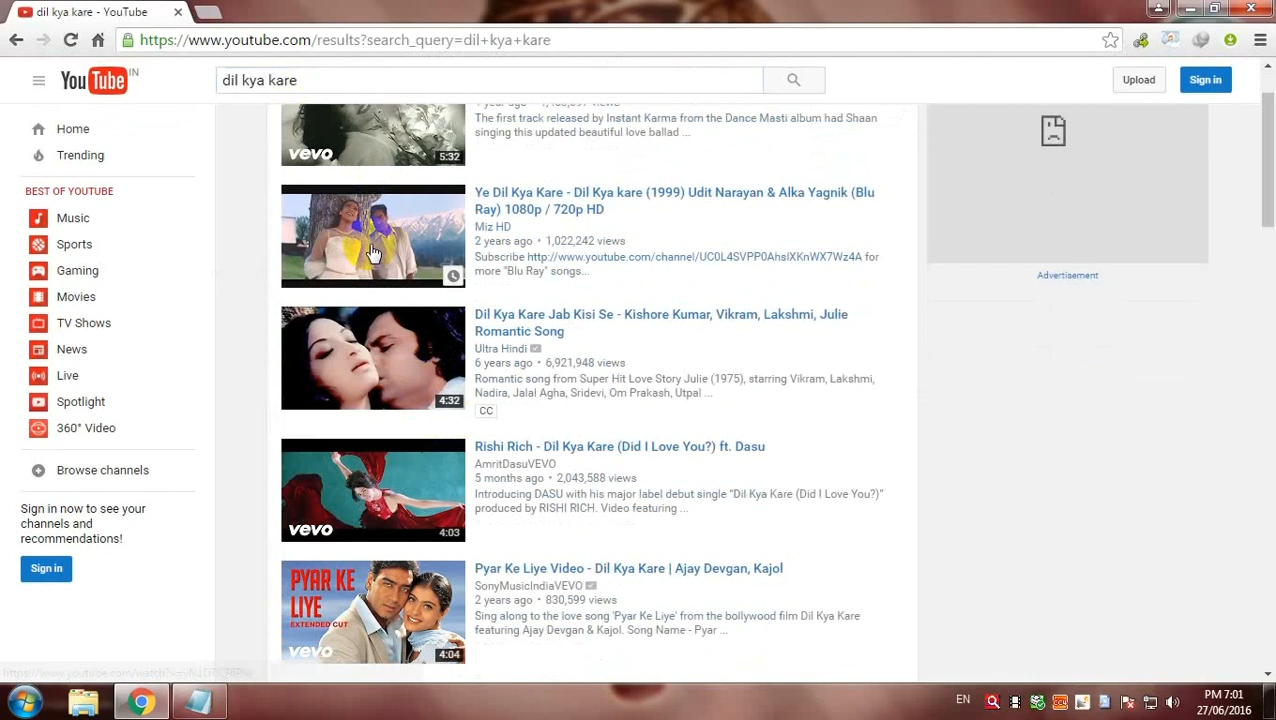 dil kya kare - YouTube
https://www.youtube.com/results?search_query=dil+kya+kare
YouTube IN
dil kya kare
Upload
Sign in
Home
Trending
BEST OF YOUTUBE
Music
Sports
Gaming
Movies
TV Shows
News
Live
Spotlight
360° Video
Browse channels
Sign in now to see your
channels and
recommendations!
Sign in
The first track released by Instant Karma from the Dance Masti album had Shaan
singing this updated beautiful love ballad ...
vevo
5:32
Ye Dil Kya Kare - Dil Kya kare (1999) Udit Narayan & Alka Yagnik (Blu
Ray) 1080p / 720p HD
Miz HD
2 years ago • 1,022,242 views
Subscribe http://www.youtube.com/channel/UC0L4SVPP0AhsIXKnWX7Wz4A for
more "Blu Ray" songs...
Dil Kya Kare Jab Kisi Se - Kishore Kumar, Vikram, Lakshmi, Julie
Romantic Song
Ultra Hindi
6 years ago • 6,921,948 views
Romantic song from Super Hit Love Story Julie (1975), starring Vikram, Lakshmi,
Nadira, Jalal Agha, Sridevi, Om Prakash, Utpal ...
CC
4:32
Rishi Rich - Dil Kya Kare (Did I Love You?) ft. Dasu
AmritDasuVEVO
5 months ago • 2,043,588 views
Introducing DASU with his major label debut single "Dil Kya Kare (Did I Love You?)"
produced by RISHI RICH. Video featuring ...
vevo
4:03
Pyar Ke Liye Video - Dil Kya Kare | Ajay Devgan, Kajol
SonyMusicIndiaVEVO
2 years ago • 830,599 views
Sing along to the love song 'Pyar Ke Liye' from the bollywood film Dil Kya Kare
featuring Ajay Devgan & Kajol. Song Name - Pyar ...
PYAR KE
LIYE
EXTENDED CUT
vevo
4:04
Advertisement
EN
PM 7:01
27/06/2016